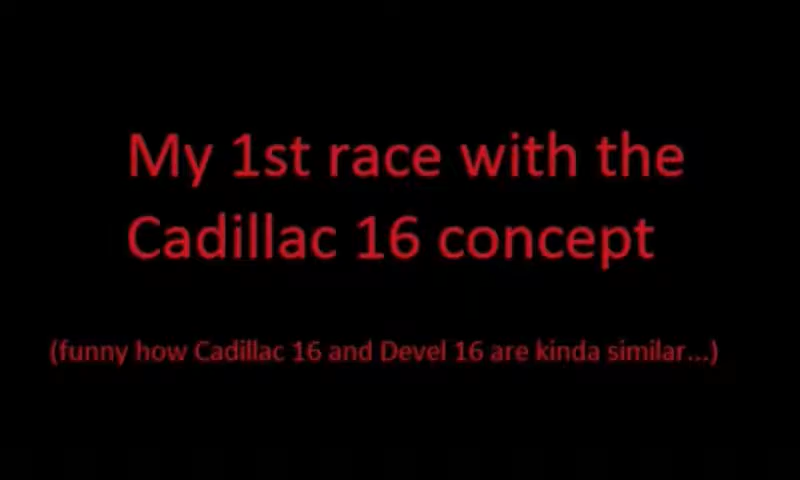 My 1st race with the
Cadillac 16 concept
(funny how Cadillac 16 and Devel 16 are kinda similar...)